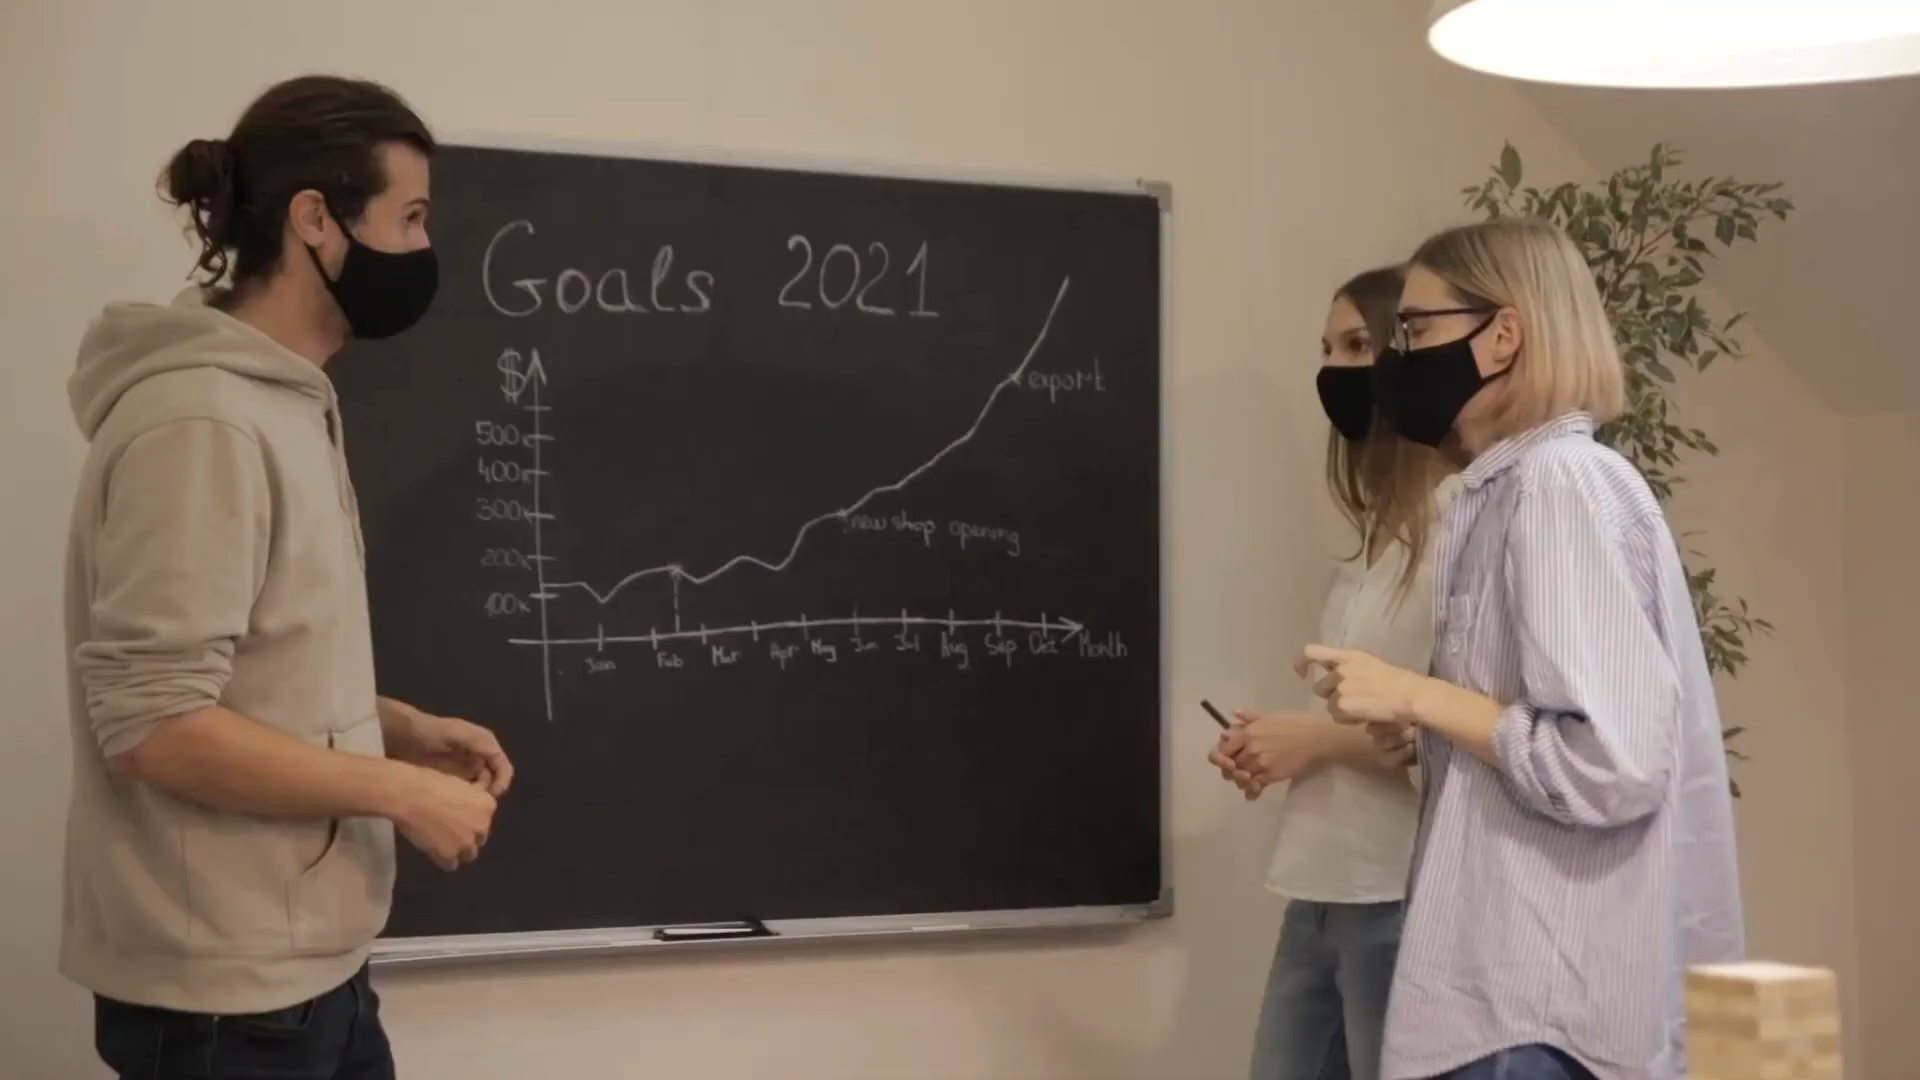 Goals 2021
$
export
500k
400k
300k
new shop opening
200k
100k
Jan Feb Mar Apr May Jun Jul Aug Sep Oct Month